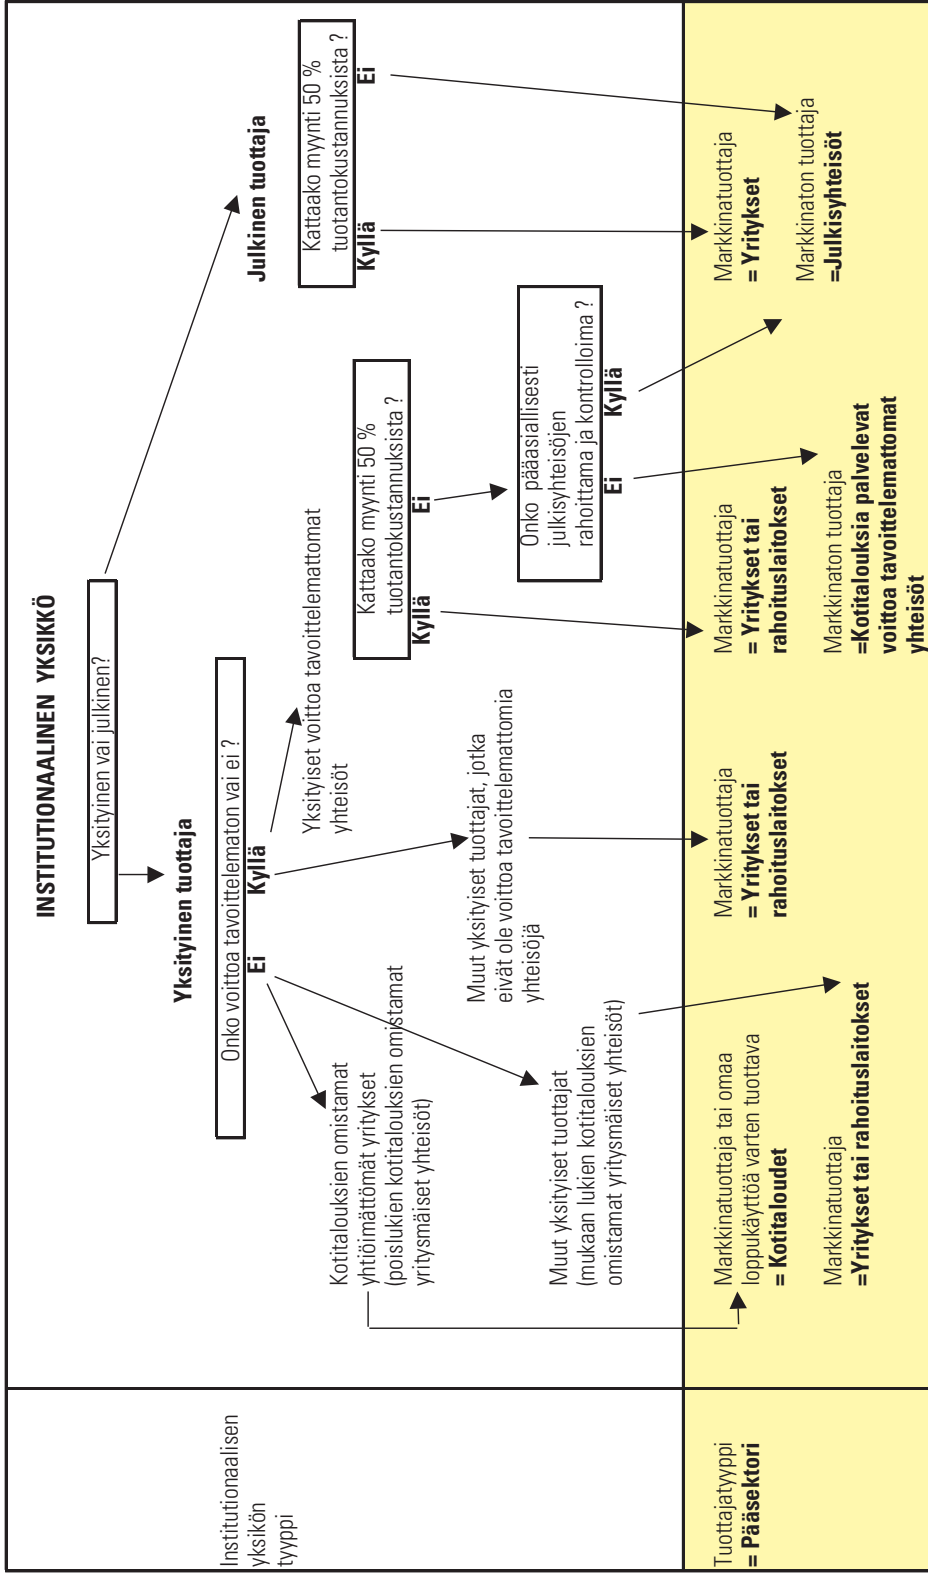 INSTITUTIONAALINEN YKSIKKÖ
Yksityinen vai julkinen?
Institutionaalisen
yksikön
tyyppi
Yksityinen tuottaja
Onko voittoa tavoittelematon vai ei ?
Ei
Kyllä
Kotitalouksien omistamat
yhtiöimättömät yritykset
(poislukien kotitalouksien omistamat
yritysmäiset yhteisöt)
Muut yksityiset tuottajat
(mukaan lukien kotitalouksien
omistamat yritysmäiset yhteisöt)
Muut yksityiset tuottajat, jotka
eivät ole voittoa tavoittelemattomia
yhteisöjä
Yksityiset voittoa tavoittelemattomat
yhteisöt
Kattaako myynti 50 %
tuotantokustannuksista ?
Kyllä
Ei
Onko pääasiallisesti
julkisyhteisöjen
rahoittama ja kontrolloima ?
Ei
Kyllä
Julkinen tuottaja
Kattaako myynti 50 %
tuotantokustannuksista ?
Kyllä
Ei
Tuottajatyyppi
= Pääsektori
Markkinatuottaja tai omaa
loppukäyttöä varten tuottava
= Kotitaloudet
Markkinatuottaja
=Yritykset tai rahoituslaitokset
Markkinatuottaja
= Yritykset tai
rahoituslaitokset
Markkinatuottaja
= Yritykset tai
rahoituslaitokset
Markkinaton tuottaja
=Kotitalouksia palvelevat
voittoa tavoittelemattomat
yhteisöt
Markkinatuottaja
= Yritykset
Markkinaton tuottaja
=Julkisyhteisöt